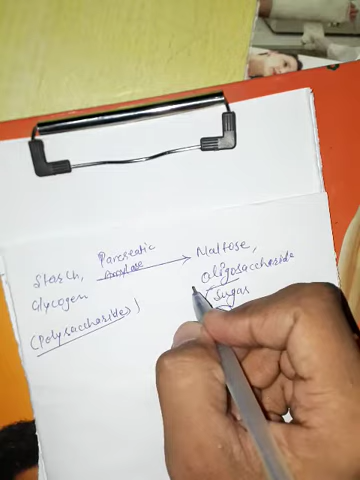 Starch, Pancreatic Amylase → Maltose,
Glycogen oligosaccharide
(Polysaccharides) Sugar